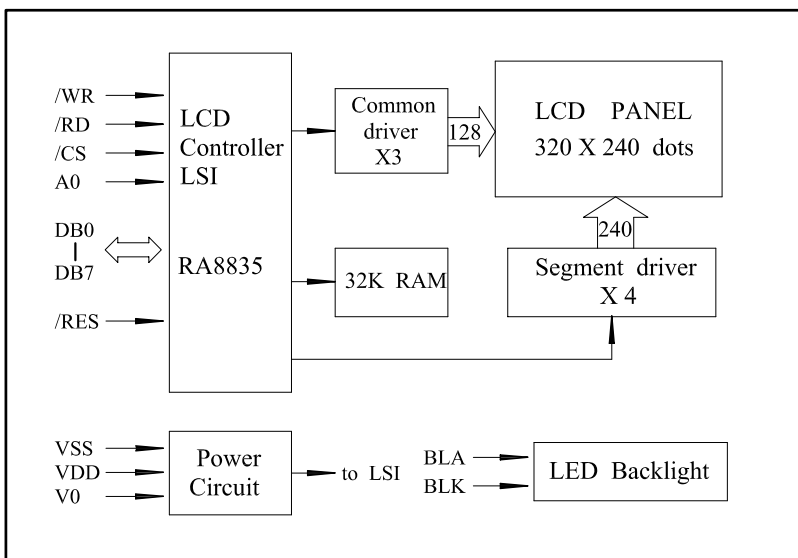 /WR
/RD
/CS
A0
DB0
DB7
/RES
LCD
Controller
LSI
RA8835
Common
driver
X3
128
LCD PANEL
320 X 240 dots
240
32K RAM
Segment driver
X 4
VSS
VDD
V0
Power
Circuit
to LSI
BLA
BLK
LED Backlight